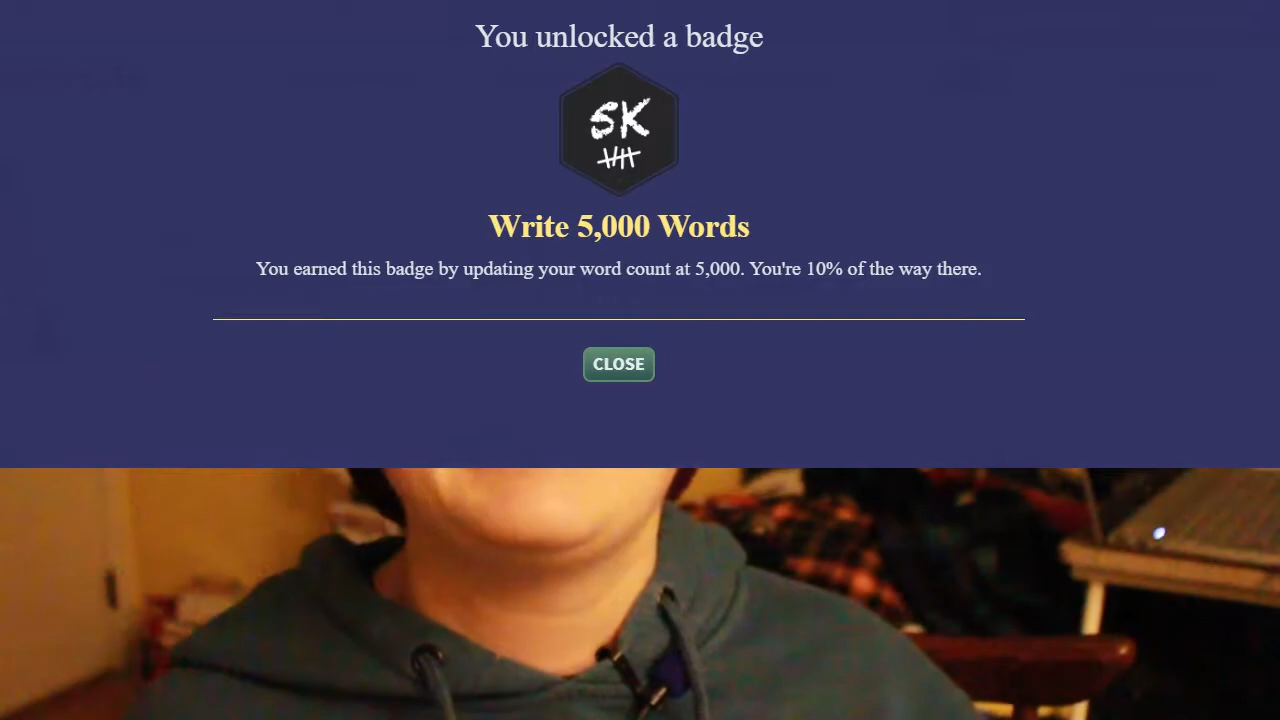 You unlocked a badge
5K
Write 5,000 Words
You earned this badge by updating your word count at 5,000. You're 10% of the way there.
CLOSE